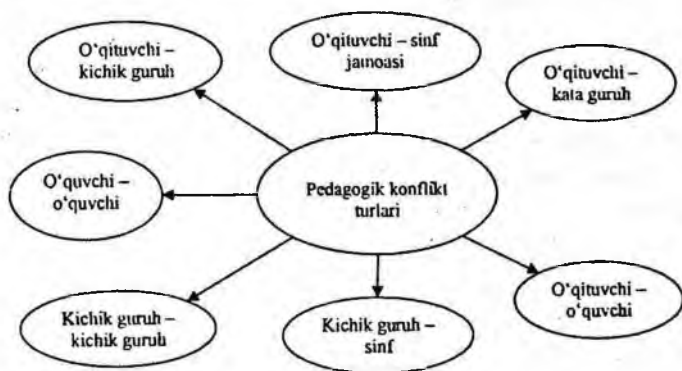 O‘qituvchi –
kichik guruh
O‘qituvchi – sinf
jamoasi
O‘qituvchi –
kata guruh
O‘quvchi –
o‘quvchi
Pedagogik konflikt
turlari
Kichik guruh –
kichik guruh
Kichik guruh –
sinf
O‘qituvchi –
o‘quvchi